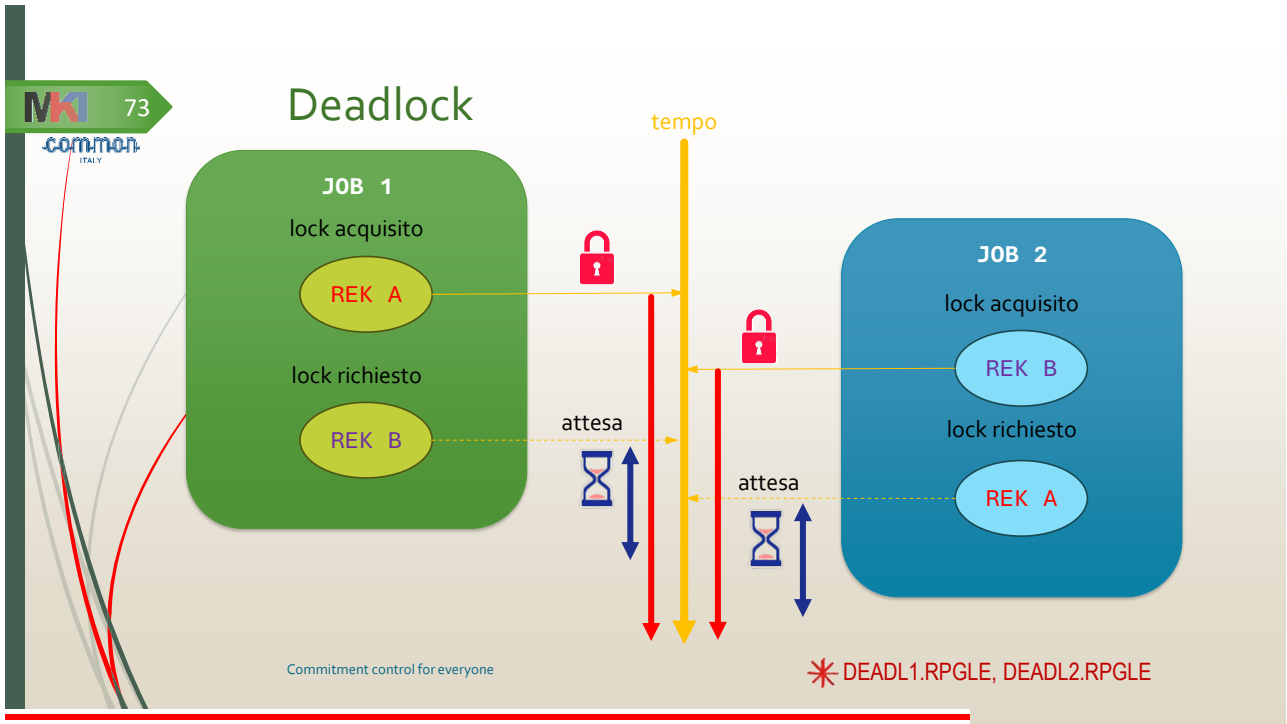 MK1
73
common
ITALY
Deadlock
tempo
JOB 1
lock acquisito
REK A
lock richiesto
REK B
attesa
attesa
JOB 2
lock acquisito
REK B
lock richiesto
REK A
Commitment control for everyone
DEADL1.RPGLE, DEADL2.RPGLE